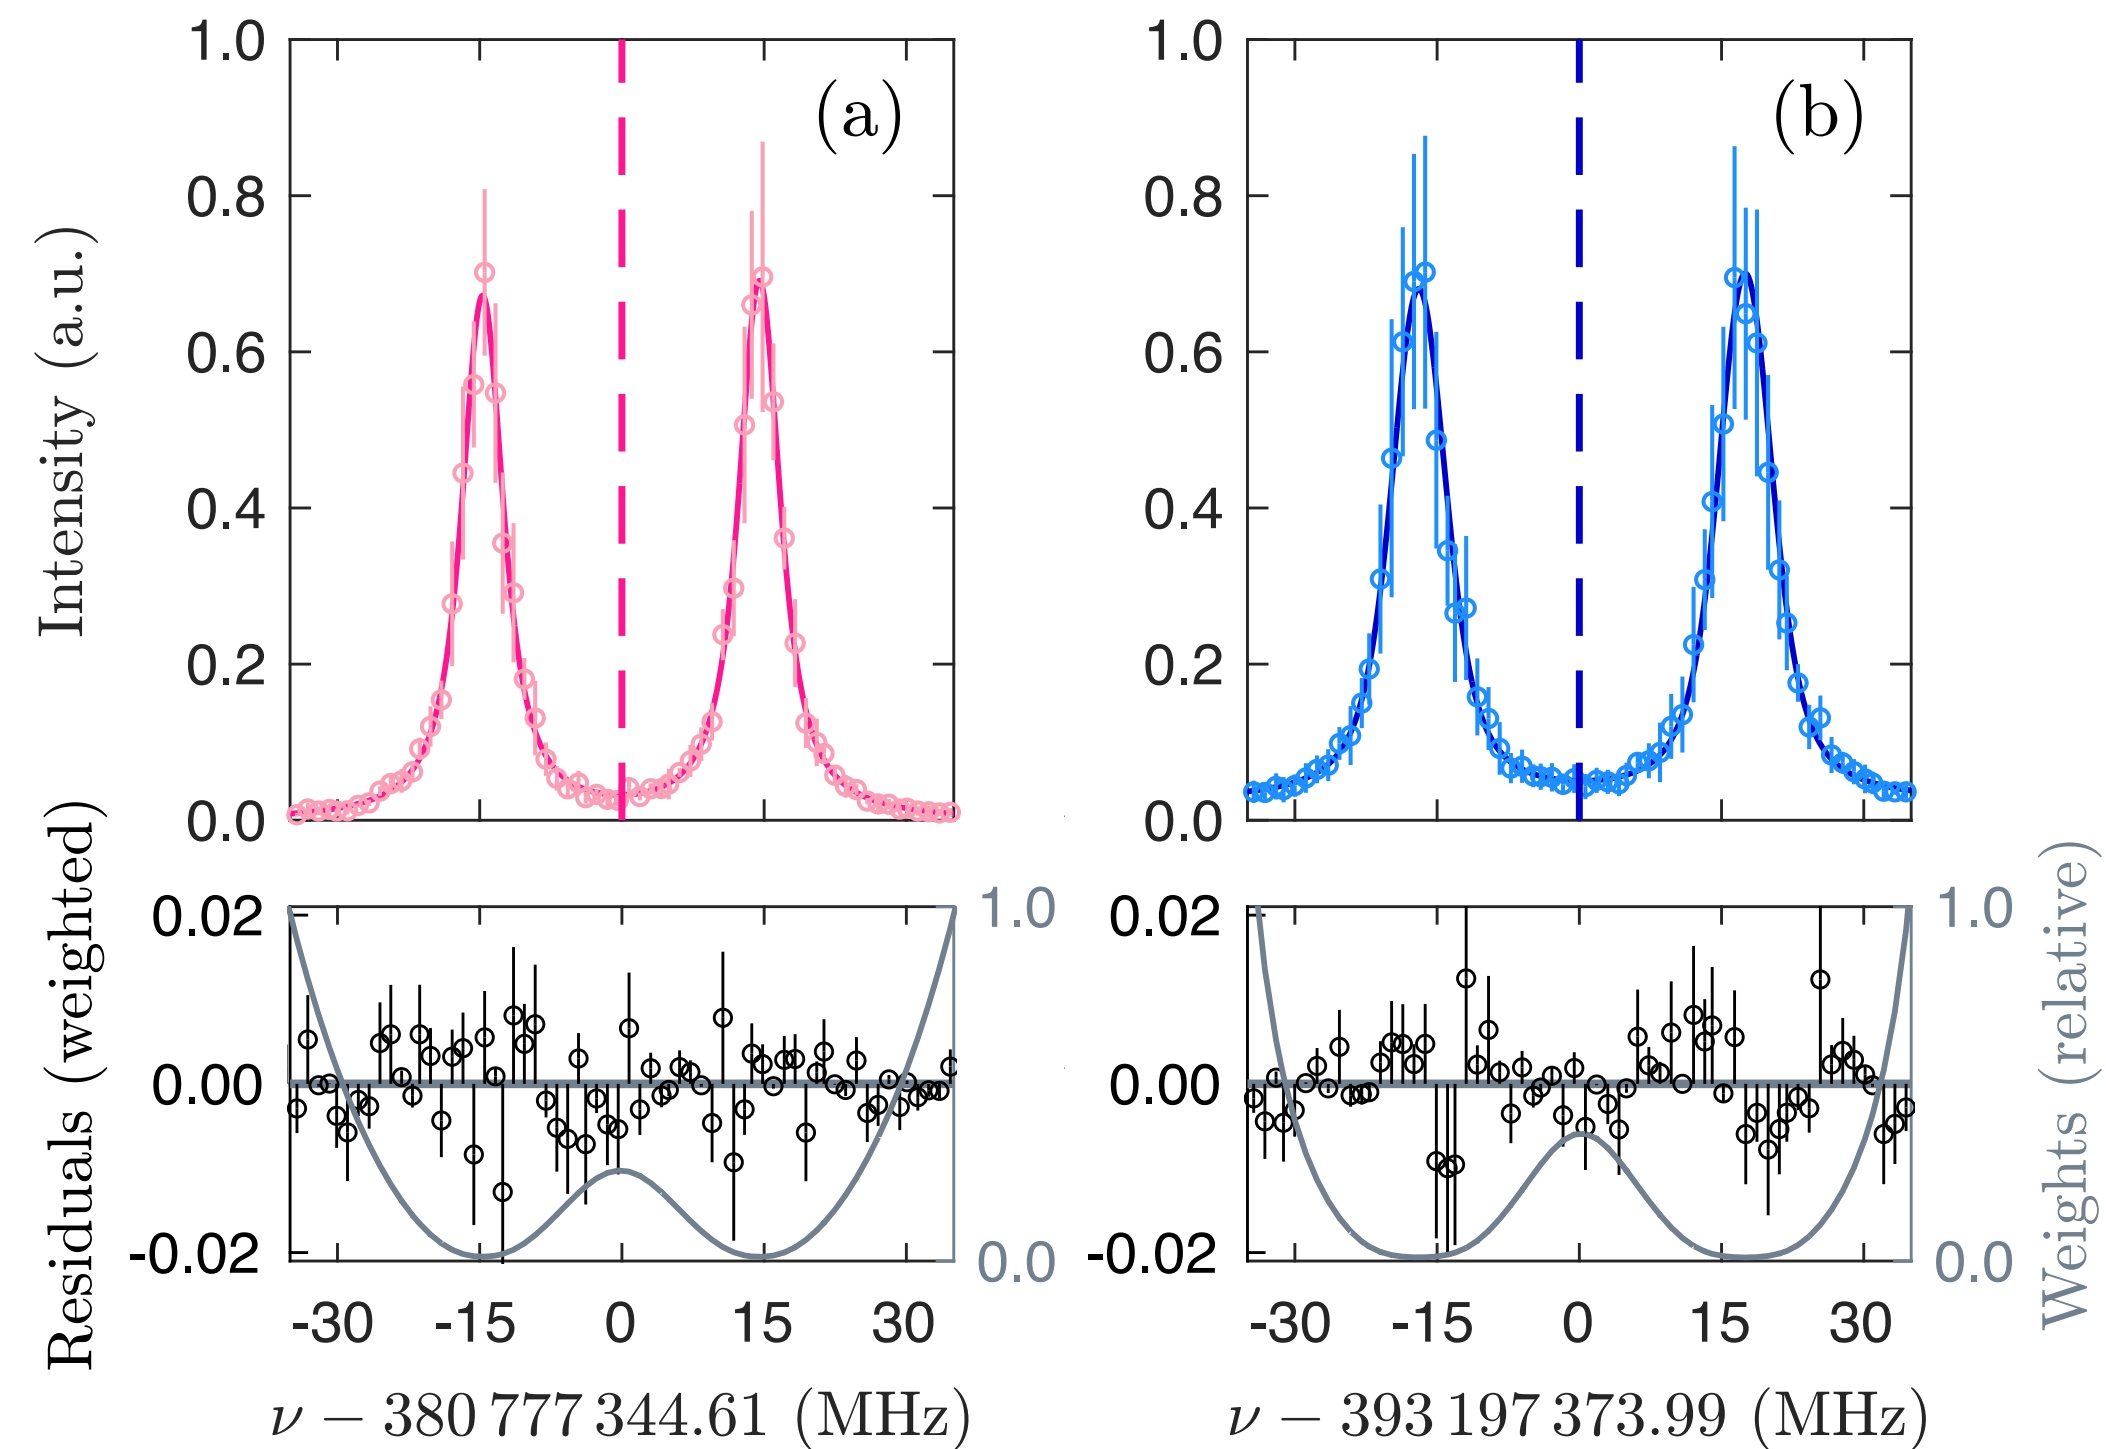 Intensity (a.u.)
1.0
0.8
0.6
0.4
0.2
0.0
(a)
1.0
0.8
0.6
0.4
0.2
0.0
(b)
Residuals (weighted)
0.02
0.00
-0.02
1.0
0.0
0.02
0.00
-0.02
1.0
0.0
Weights (relative)
-30 -15 0 15 30
-30 -15 0 15 30
ν − 380 777 344.61 (MHz)
ν − 393 197 373.99 (MHz)